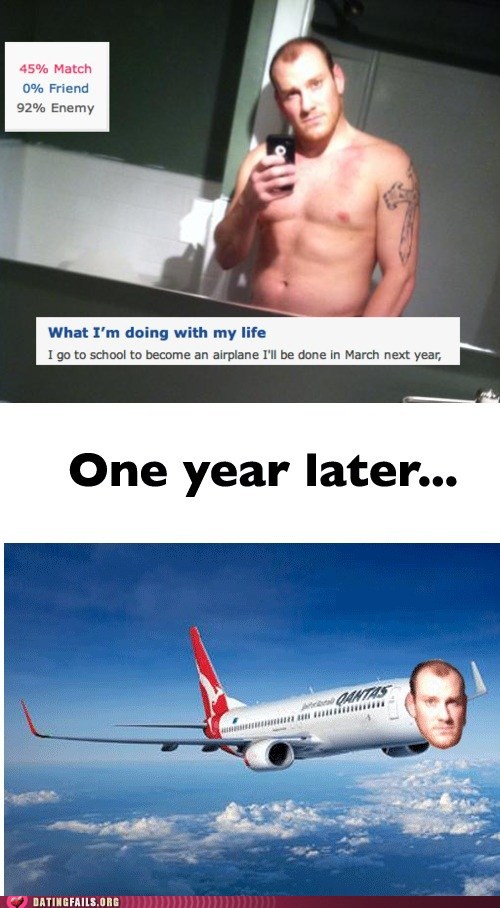 45% Match
0% Friend
92% Enemy
What I'm doing with my life
I go to school to become an airplane I'll be done in March next year,
One year later...
QANTAS
DATINGFAILS.ORG